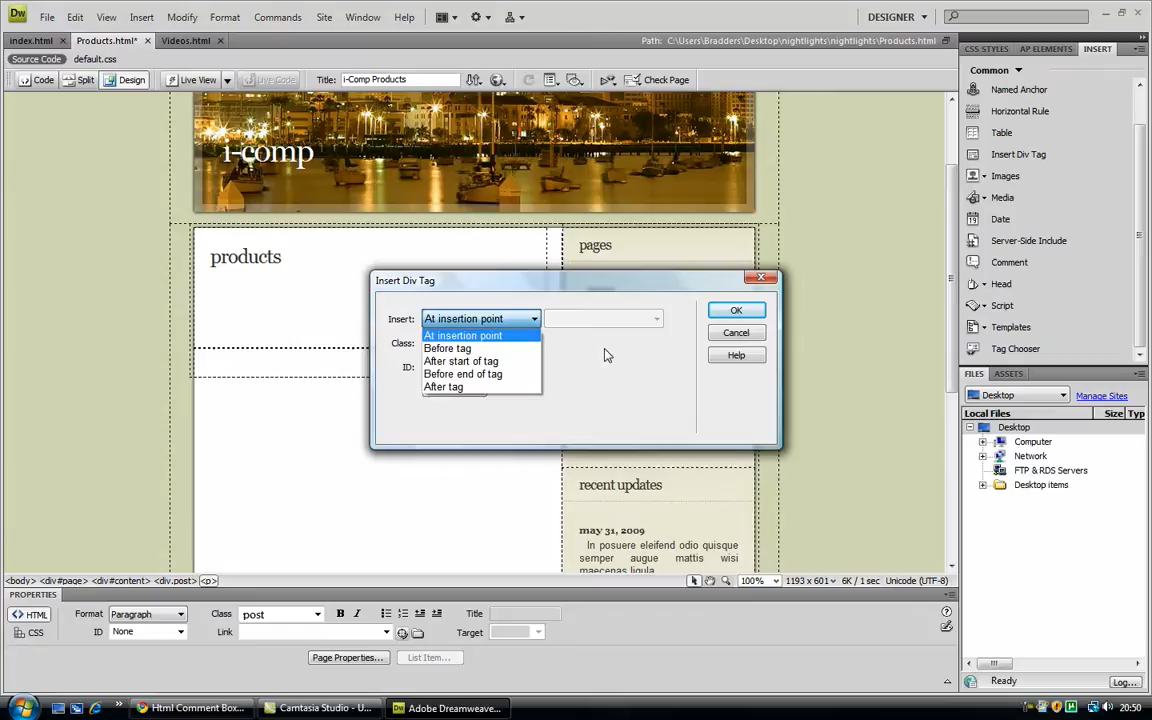 Dw File Edit View Insert Modify Format Commands Site Window Help DESIGNER
index.html Products.html* Videos.html Path: C:\Users\Bradders\Desktop\nightlights\nightlights\Products.html
Source Code default.css
Code Split Design Live View Live Code Title: i-Comp Products Check Page
CSS STYLES AP ELEMENTS INSERT
Common
Named Anchor
Horizontal Rule
Table
Insert Div Tag
Images
Media
Date
Server-Side Include
Comment
Head
Script
Templates
Tag Chooser
i-comp
products
pages
Insert Div Tag
Insert: At insertion point
Class:
ID:
At insertion point
Before tag
After start of tag
Before end of tag
After tag
OK
Cancel
Help
recent updates
may 31, 2009
In posuere eleifend odio quisque
semper augue mattis wisi
maecenas ligula
FILES ASSETS
Desktop Manage Sites
Local Files Size Typ
Desktop
Computer
Network
FTP & RDS Servers
Desktop items
<body> <div#page> <div#content> <div.post> <p> 100% 1193 x 601 6K / 1 sec Unicode (UTF-8)
PROPERTIES
HTML Format Paragraph Class post B I Title
CSS ID None Link Target
Page Properties... List Item...
Ready Log...
Html Comment Box... Camtasia Studio - U... Adobe Dreamweave... 20:50